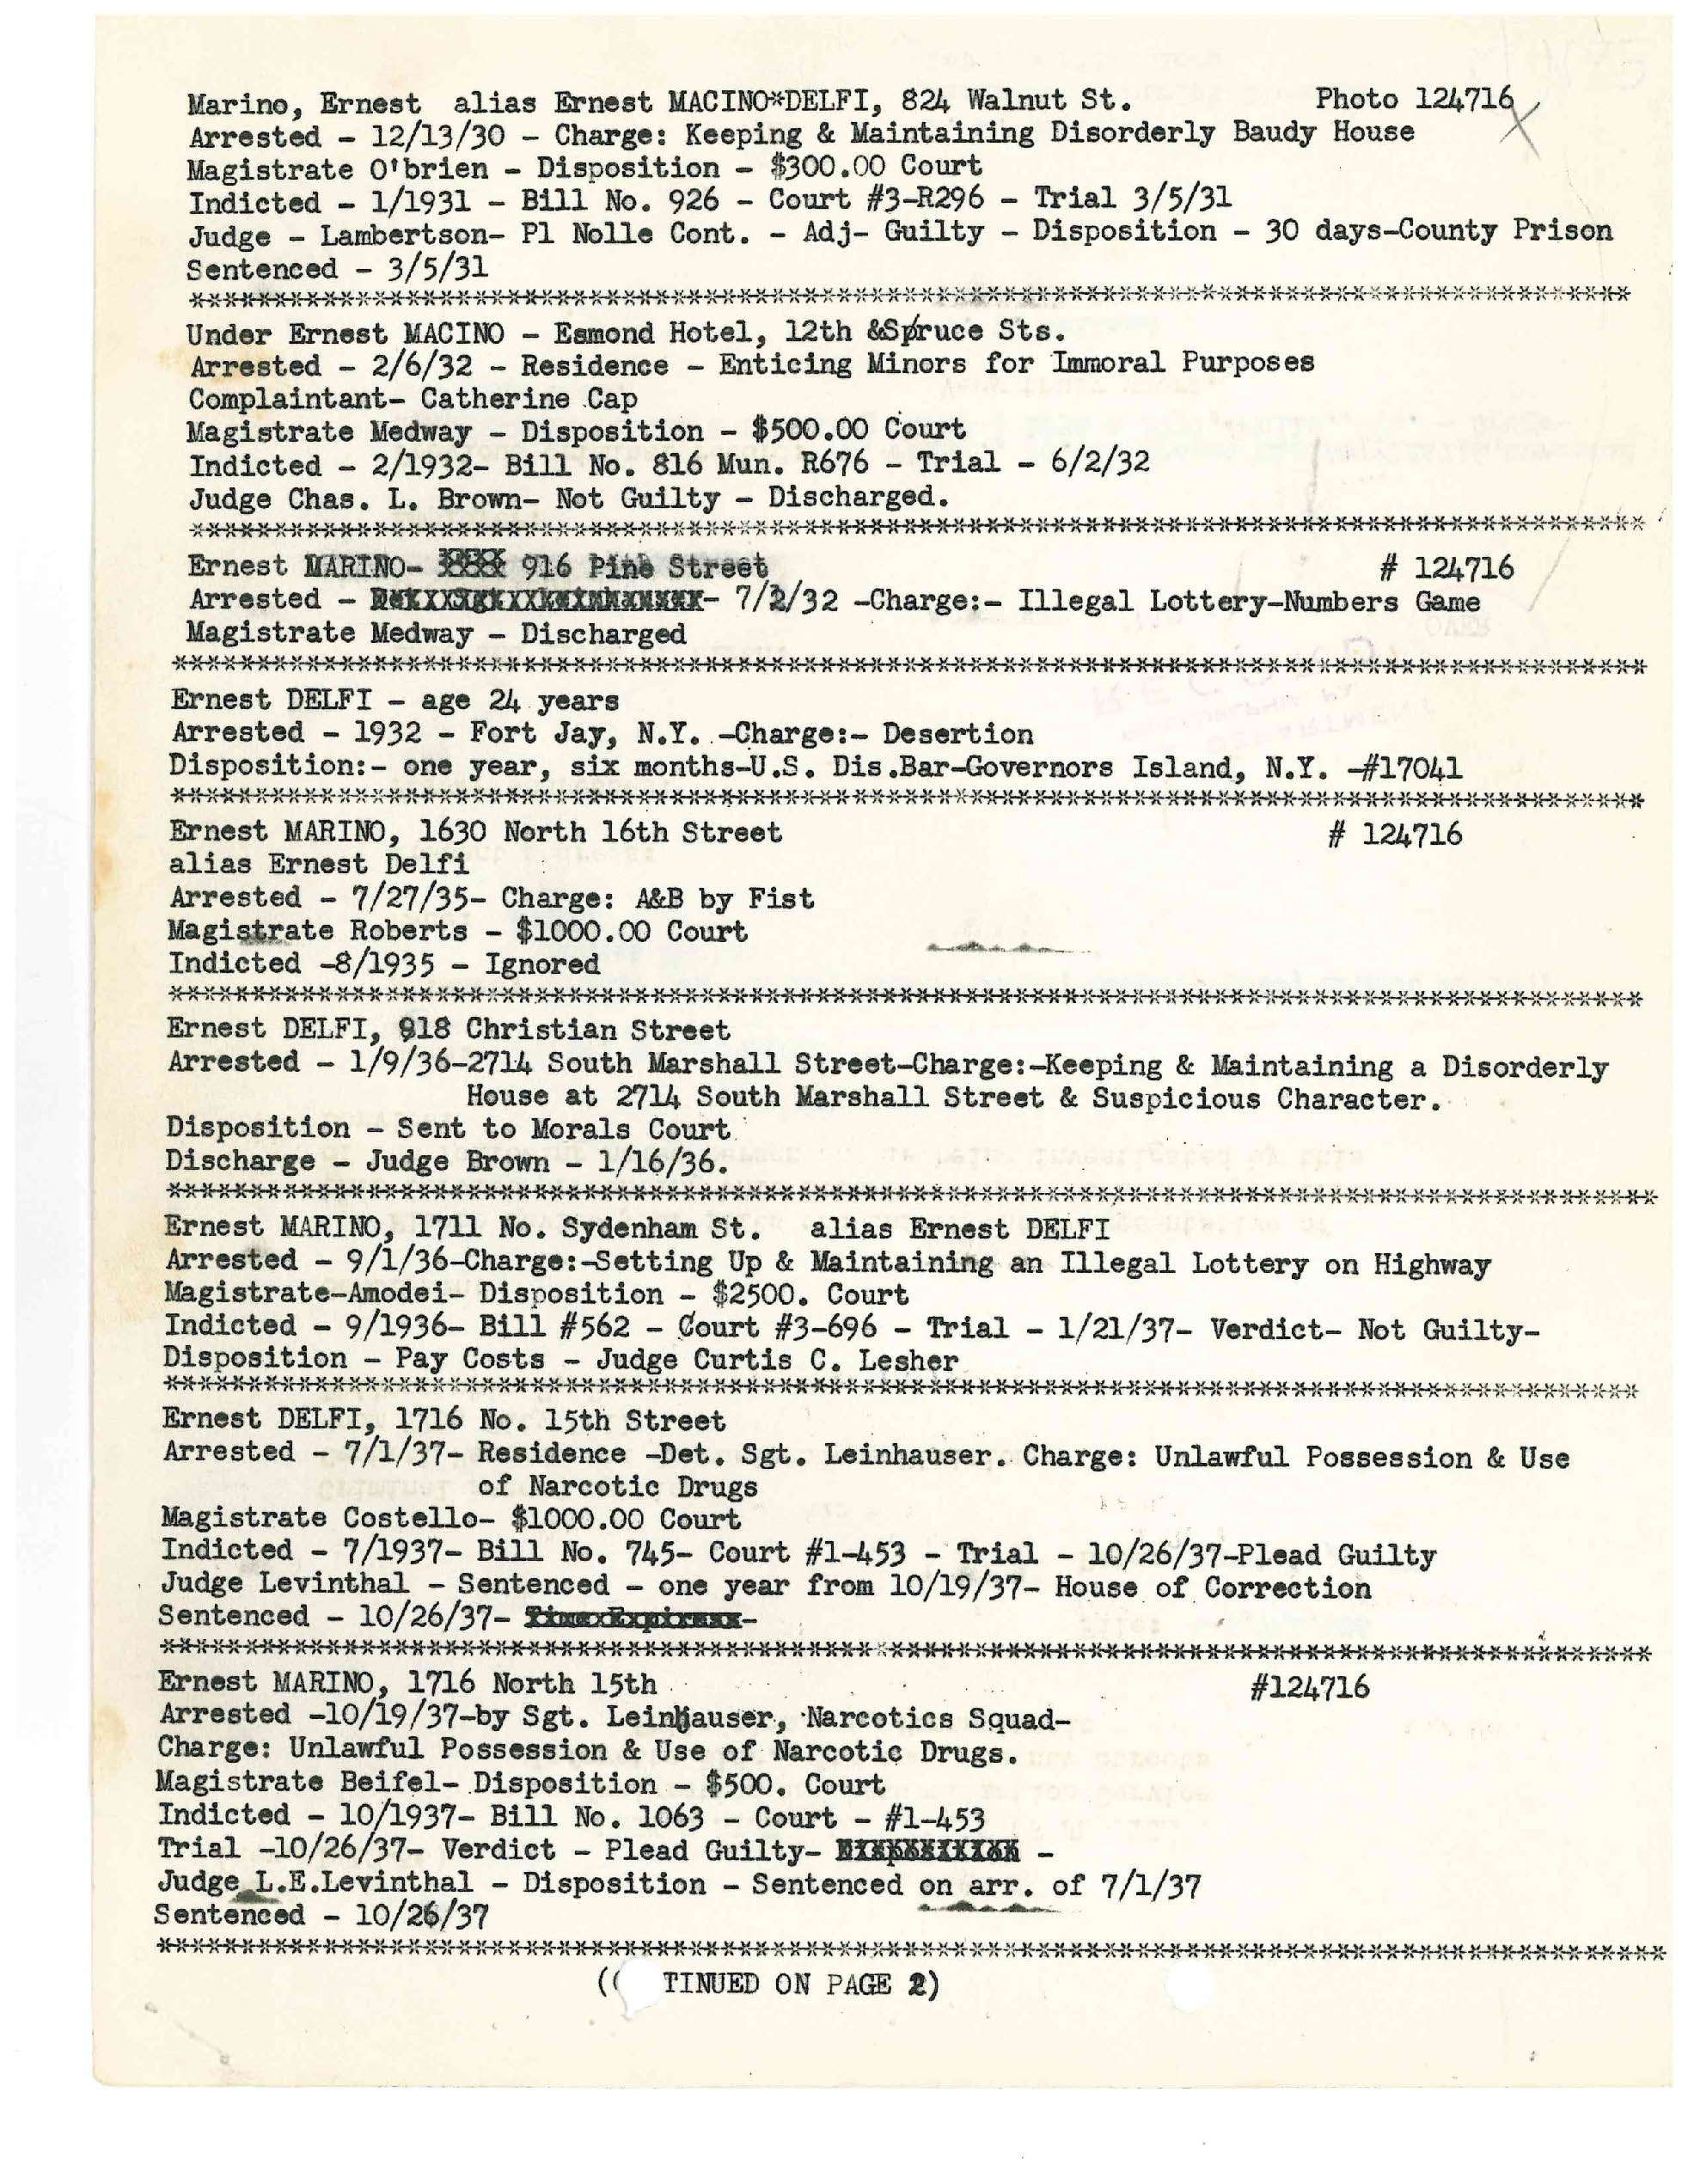 Marino, Ernest  alias Ernest MACINO*DELFI, 824 Walnut St.  Photo 124716
Arrested - 12/13/30 - Charge: Keeping & Maintaining Disorderly Baudy House
Magistrate O'brien - Disposition - $300.00 Court
Indicted - 1/1931 - Bill No. 926 - Court #3-R296 - Trial 3/5/31
Judge - Lambertson- Pl Nolle Cont. - Adj- Guilty - Disposition - 30 days-County Prison
Sentenced - 3/5/31
****************************************************************************************
Under Ernest MACINO - Esmond Hotel, 12th &Spruce Sts.
Arrested - 2/6/32 - Residence - Enticing Minors for Immoral Purposes
Complaintant- Catherine Cap
Magistrate Medway - Disposition - $500.00 Court
Indicted - 2/1932- Bill No. 816 Mun. R676 - Trial - 6/2/32
Judge Chas. L. Brown- Not Guilty - Discharged.
****************************************************************************************
Ernest MARINO- 916 Pine Street  # 124716
Arrested - 7/2/32 -Charge:- Illegal Lottery-Numbers Game
Magistrate Medway - Discharged
****************************************************************************************
Ernest DELFI - age 24 years
Arrested - 1932 - Fort Jay, N.Y. -Charge:- Desertion
Disposition:- one year, six months-U.S. Dis.Bar-Governors Island, N.Y. -#17041
****************************************************************************************
Ernest MARINO, 1630 North 16th Street  # 124716
alias Ernest Delfi
Arrested - 7/27/35- Charge: A&B by Fist
Magistrate Roberts - $1000.00 Court
Indicted -8/1935 - Ignored
****************************************************************************************
Ernest DELFI, 918 Christian Street
Arrested - 1/9/36-2714 South Marshall Street-Charge:-Keeping & Maintaining a Disorderly
House at 2714 South Marshall Street & Suspicious Character.
Disposition - Sent to Morals Court
Discharge - Judge Brown - 1/16/36.
****************************************************************************************
Ernest MARINO, 1711 No. Sydenham St.  alias Ernest DELFI
Arrested - 9/1/36-Charge:-Setting Up & Maintaining an Illegal Lottery on Highway
Magistrate-Amodei- Disposition - $2500. Court
Indicted - 9/1936- Bill #562 - Court #3-696 - Trial - 1/21/37- Verdict- Not Guilty-
Disposition - Pay Costs - Judge Curtis C. Lesher
****************************************************************************************
Ernest DELFI, 1716 No. 15th Street
Arrested - 7/1/37- Residence -Det. Sgt. Leinhauser. Charge: Unlawful Possession & Use
of Narcotic Drugs
Magistrate Costello- $1000.00 Court
Indicted - 7/1937- Bill No. 745- Court #1-453 - Trial - 10/26/37-Plead Guilty
Judge Levinthal - Sentenced - one year from 10/19/37- House of Correction
Sentenced - 10/26/37-
****************************************************************************************
Ernest MARINO, 1716 North 15th  #124716
Arrested -10/19/37-by Sgt. Leinhauser, Narcotics Squad-
Charge: Unlawful Possession & Use of Narcotic Drugs.
Magistrate Beifel- Disposition - $500. Court
Indicted - 10/1937- Bill No. 1063 - Court - #1-453
Trial -10/26/37- Verdict - Plead Guilty- -
Judge L.E.Levinthal - Disposition - Sentenced on arr. of 7/1/37
Sentenced - 10/26/37
****************************************************************************************
(( TINUED ON PAGE 2)